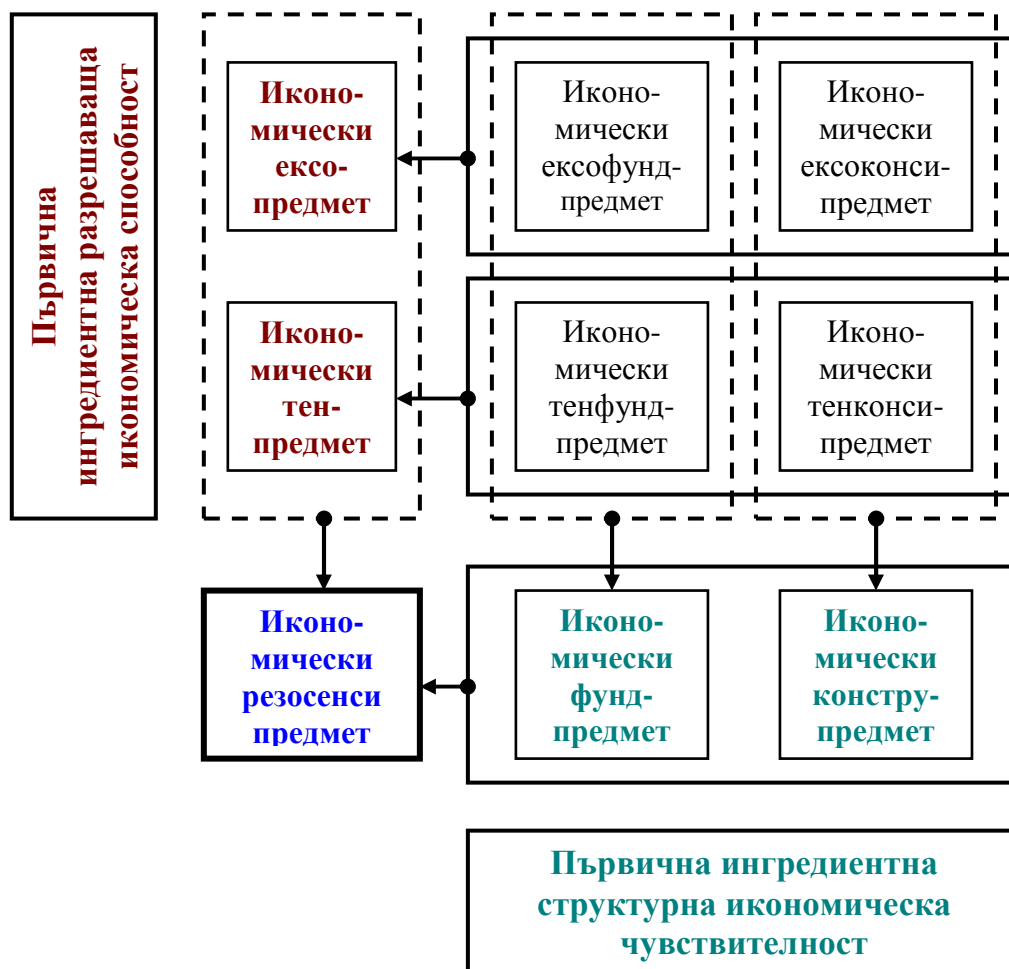 Първична
ингредиентна разрешаваща
икономическа способност
Иконо-
мически
ексо-
предмет
Иконо-
мически
ексофунд-
предмет
Иконо-
мически
ексоконси-
предмет
Иконо-
мически
тен-
предмет
Иконо-
мически
тенфунд-
предмет
Иконо-
мически
тенконси-
предмет
Иконо-
мически
резосенси
предмет
Иконо-
мически
фунд-
предмет
Иконо-
мически
констру-
предмет
Първична ингредиентна
структурна икономическа
чувствителност